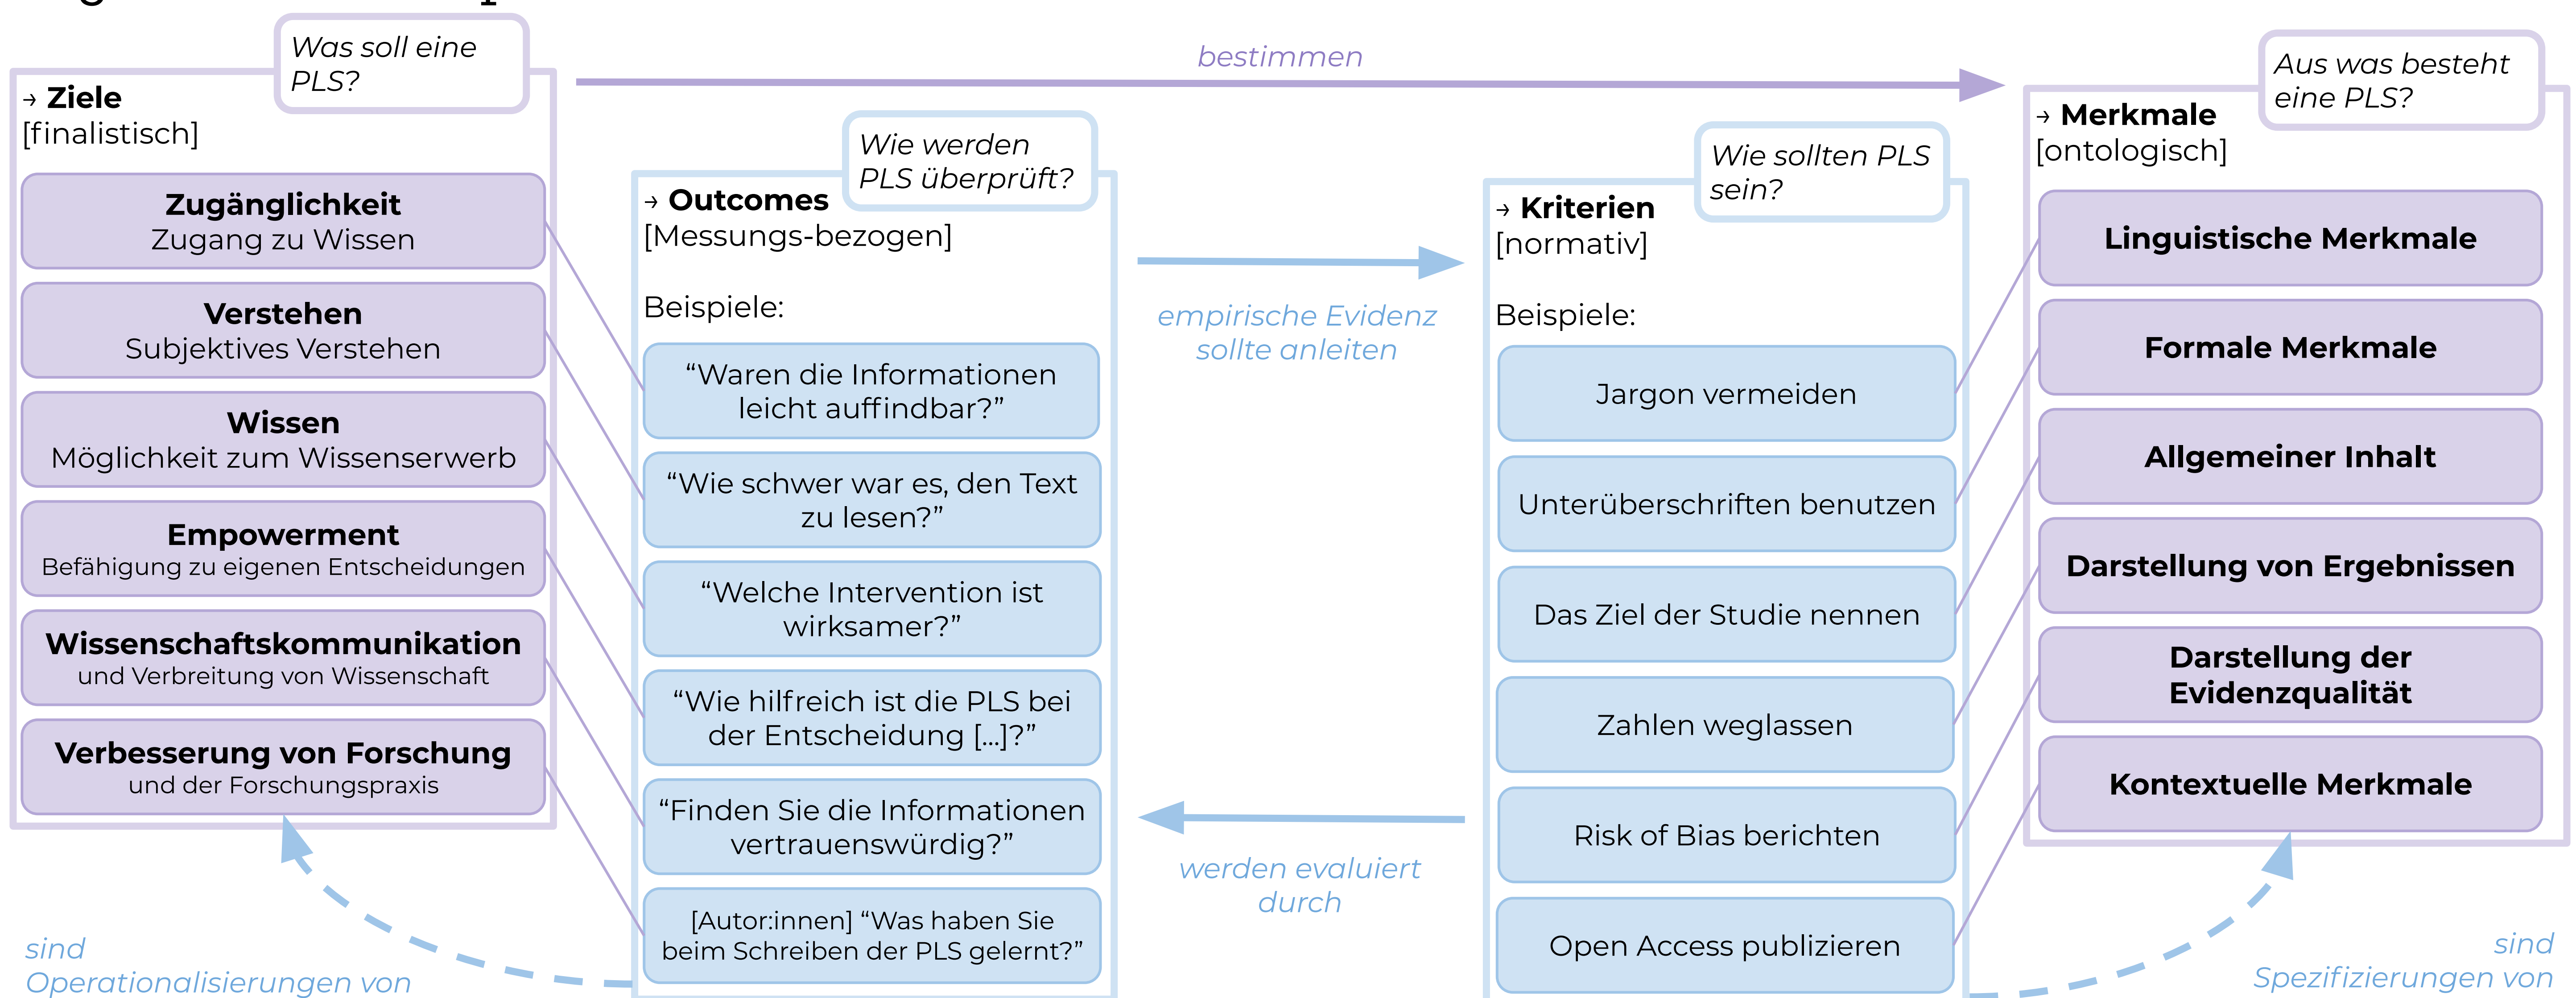 Was soll eine
PLS?
→ Ziele
[finalistisch]
Zugänglichkeit
Zugang zu Wissen
Verstehen
Subjektives Verstehen
Wissen
Möglichkeit zum Wissenserwerb
Empowerment
Befähigung zu eigenen Entscheidungen
Wissenschaftskommunikation
und Verbreitung von Wissenschaft
Verbesserung von Forschung
und der Forschungspraxis
sind
Operationalisierungen von
bestimmen
Wie werden
PLS überprüft?
→ Outcomes
[Messungs-bezogen]
Beispiele:
“Waren die Informationen
leicht auffindbar?”
“Wie schwer war es, den Text
zu lesen?”
“Welche Intervention ist
wirksamer?”
“Wie hilfreich ist die PLS bei
der Entscheidung [...]?”
“Finden Sie die Informationen
vertrauenswürdig?”
[Autor:innen] “Was haben Sie
beim Schreiben der PLS gelernt?”
empirische Evidenz
sollte anleiten
werden evaluiert
durch
Wie sollten PLS
sein?
→ Kriterien
[normativ]
Beispiele:
Jargon vermeiden
Unterüberschriften benutzen
Das Ziel der Studie nennen
Zahlen weglassen
Risk of Bias berichten
Open Access publizieren
Aus was besteht
eine PLS?
→ Merkmale
[ontologisch]
Linguistische Merkmale
Formale Merkmale
Allgemeiner Inhalt
Darstellung von Ergebnissen
Darstellung der
Evidenzqualität
Kontextuelle Merkmale
sind
Spezifizierungen von